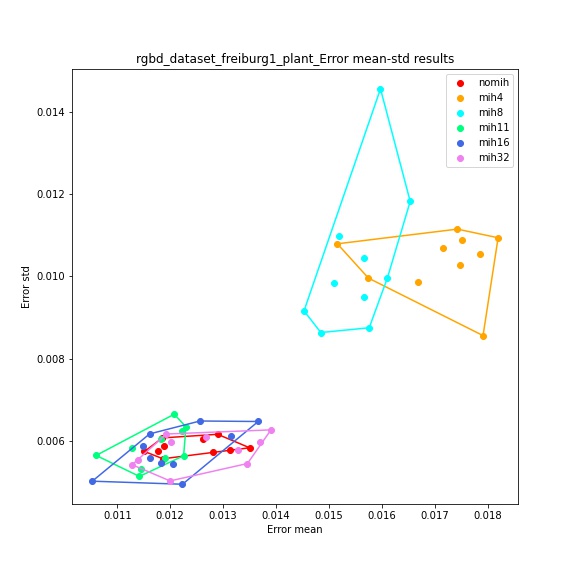 rgbd_dataset_freiburg1_plant_Error mean-std results
nomih
mih4
mih8
mih11
mih16
mih32
0.014
0.012
0.010
0.008
0.006
Error std
0.011 0.012 0.013 0.014 0.015 0.016 0.017 0.018
Error mean